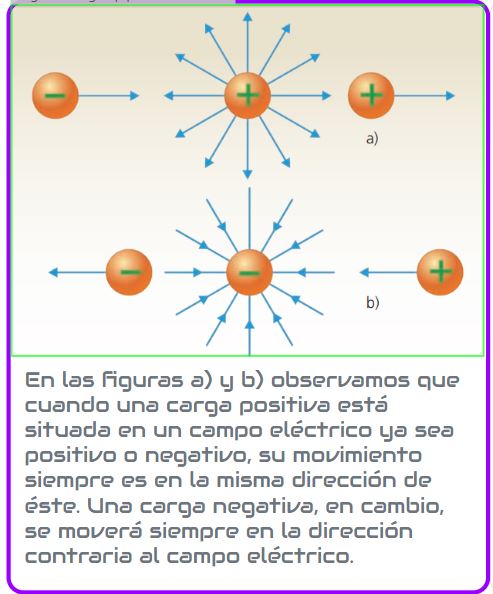 −
+
+
a)
−
−
+
b)
En las figuras a) y b) observamos que
cuando una carga positiva está
situada en un campo eléctrico ya sea
positivo o negativo, su movimiento
siempre es en la misma dirección de
éste. Una carga negativa, en cambio,
se moverá siempre en la dirección
contraria al campo eléctrico.